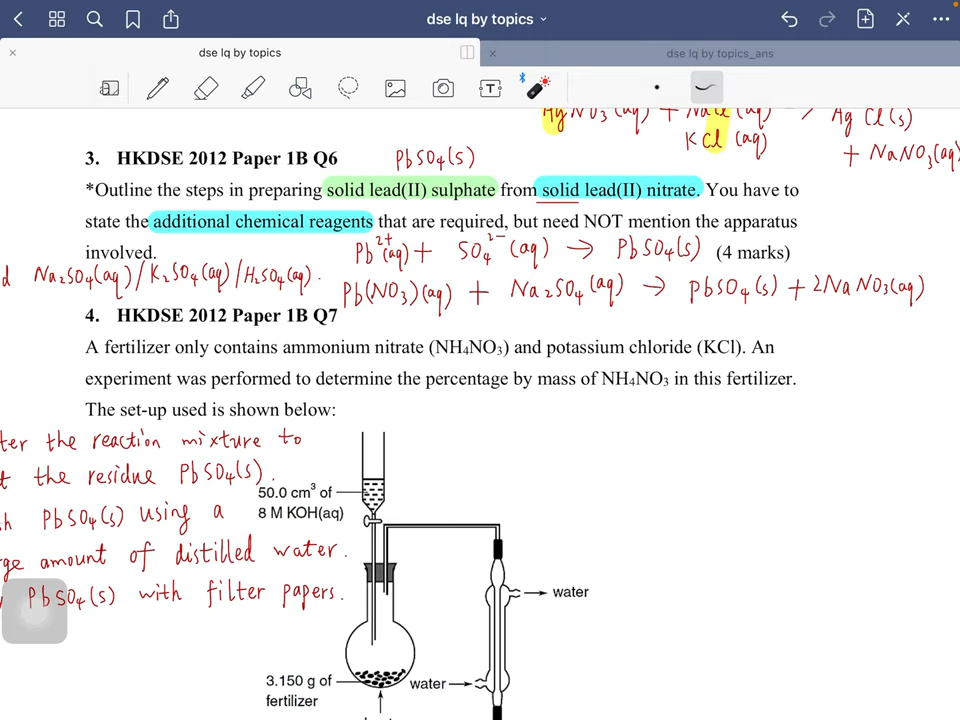 dse lq by topics
dse lq by topics
dse lq by topics_ans
AgNO3(aq) + NaCl (aq) → AgCl(s)
KCl (aq)
+ NaNO3(aq)
3. HKDSE 2012 Paper 1B Q6
PbSO4(s)
*Outline the steps in preparing solid lead(II) sulphate from solid lead(II) nitrate. You have to
state the additional chemical reagents that are required, but need NOT mention the apparatus
involved.
Pb2+(aq) + SO42-(aq) → PbSO4(s)
(4 marks)
d Na2SO4(aq)/K2SO4(aq)/H2SO4(aq).
Pb(NO3)(aq) + Na2SO4(aq) → PbSO4(s) + 2NaNO3(aq)
4. HKDSE 2012 Paper 1B Q7
A fertilizer only contains ammonium nitrate (NH4NO3) and potassium chloride (KCl). An
experiment was performed to determine the percentage by mass of NH4NO3 in this fertilizer.
The set-up used is shown below:
ter the reaction mixture to
t the residue PbSO4(s).
h PbSO4(s) using a
ge amount of distilled water.
PbSO4(s) with filter papers.
50.0 cm3 of
8 M KOH(aq)
water
3.150 g of
fertilizer
water